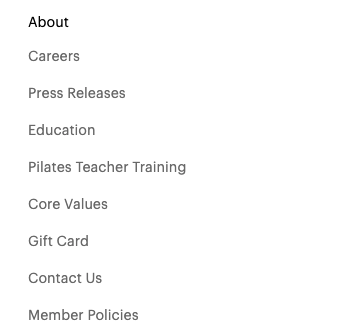 About
Careers
Press Releases
Education
Pilates Teacher Training
Core Values
Gift Card
Contact Us
Member Policies